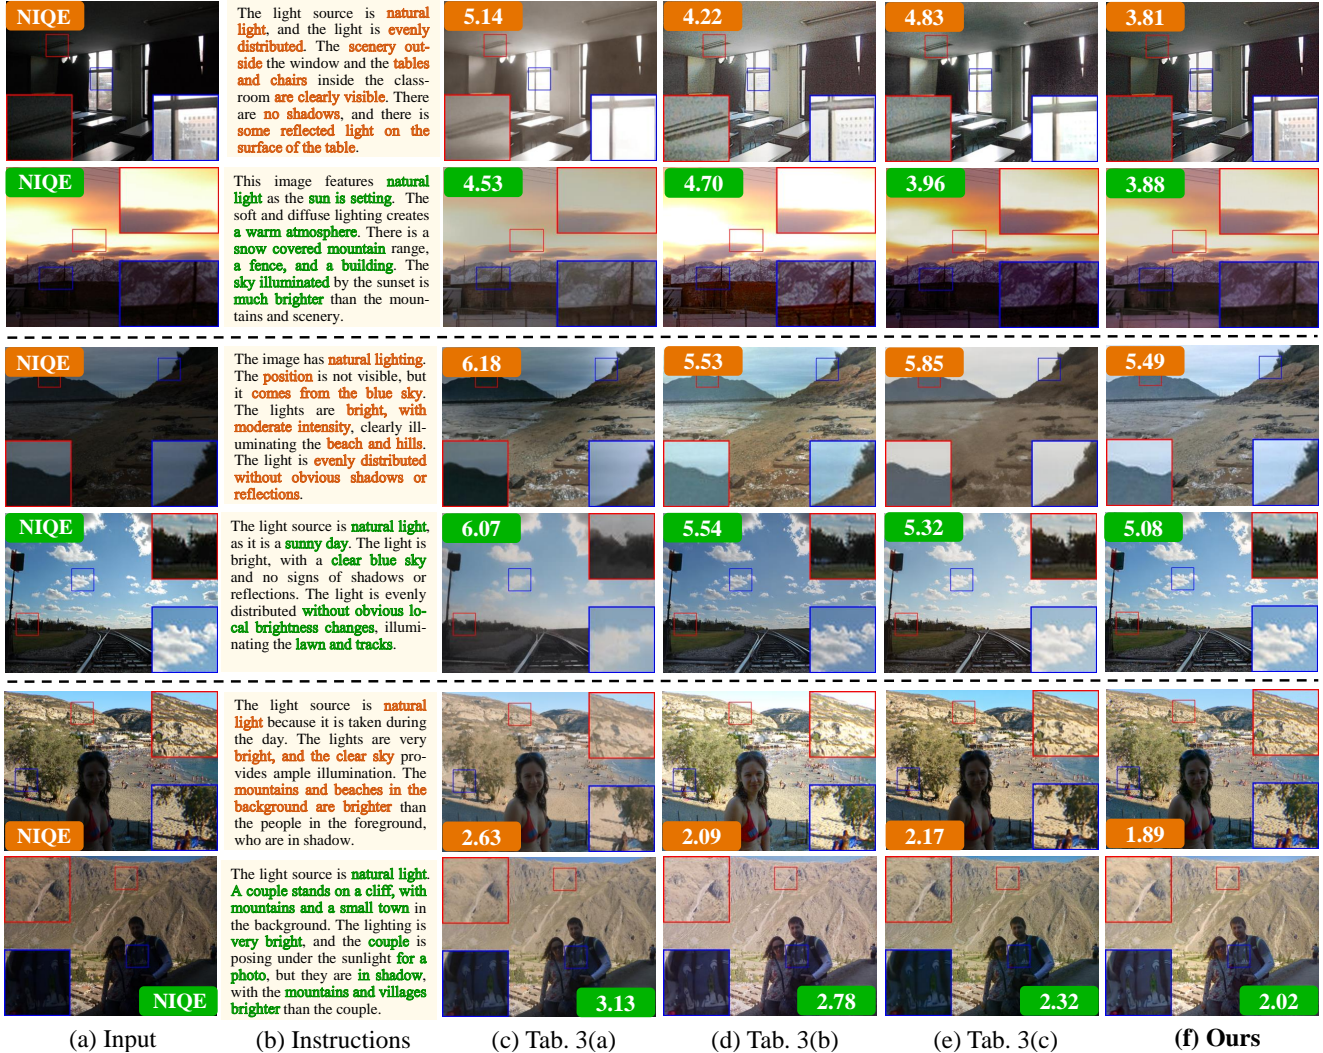 NIQE
The light source is natural
light, and the light is evenly
distributed. The scenery out-
side the window and the tables
and chairs inside the class-
room are clearly visible. There
are no shadows, and there is
some reflected light on the
surface of the table.
5.14
4.22
4.83
3.81
NIQE
This image features natural
light as the sun is setting. The
soft and diffuse lighting creates
a warm atmosphere. There is a
snow covered mountain range,
a fence, and a building. The
sky illuminated by the sunset is
much brighter than the moun-
tains and scenery.
4.53
4.70
3.96
3.88
NIQE
The image has natural lighting.
The position is not visible, but
it comes from the blue sky.
The lights are bright, with
moderate intensity, clearly ill-
uminating the beach and hills.
The light is evenly distributed
without obvious shadows or
reflections.
6.18
5.53
5.85
5.49
NIQE
The light source is natural light,
as it is a sunny day. The light is
bright, with a clear blue sky
and no signs of shadows or
reflections. The light is evenly
distributed without obvious lo-
cal brightness changes, illumi-
nating the lawn and tracks.
6.07
5.54
5.32
5.08
NIQE
The light source is natural
light because it is taken during
the day. The lights are very
bright, and the clear sky pro-
vides ample illumination. The
mountains and beaches in the
background are brighter than
the people in the foreground,
who are in shadow.
2.63
2.09
2.17
1.89
NIQE
The light source is natural light.
A couple stands on a cliff, with
mountains and a small town in
the background. The lighting is
very bright, and the couple is
posing under the sunlight for a
photo, but they are in shadow,
with the mountains and villages
brighter than the couple.
3.13
2.78
2.32
2.02
(a) Input
(b) Instructions
(c) Tab. 3(a)
(d) Tab. 3(b)
(e) Tab. 3(c)
(f) Ours